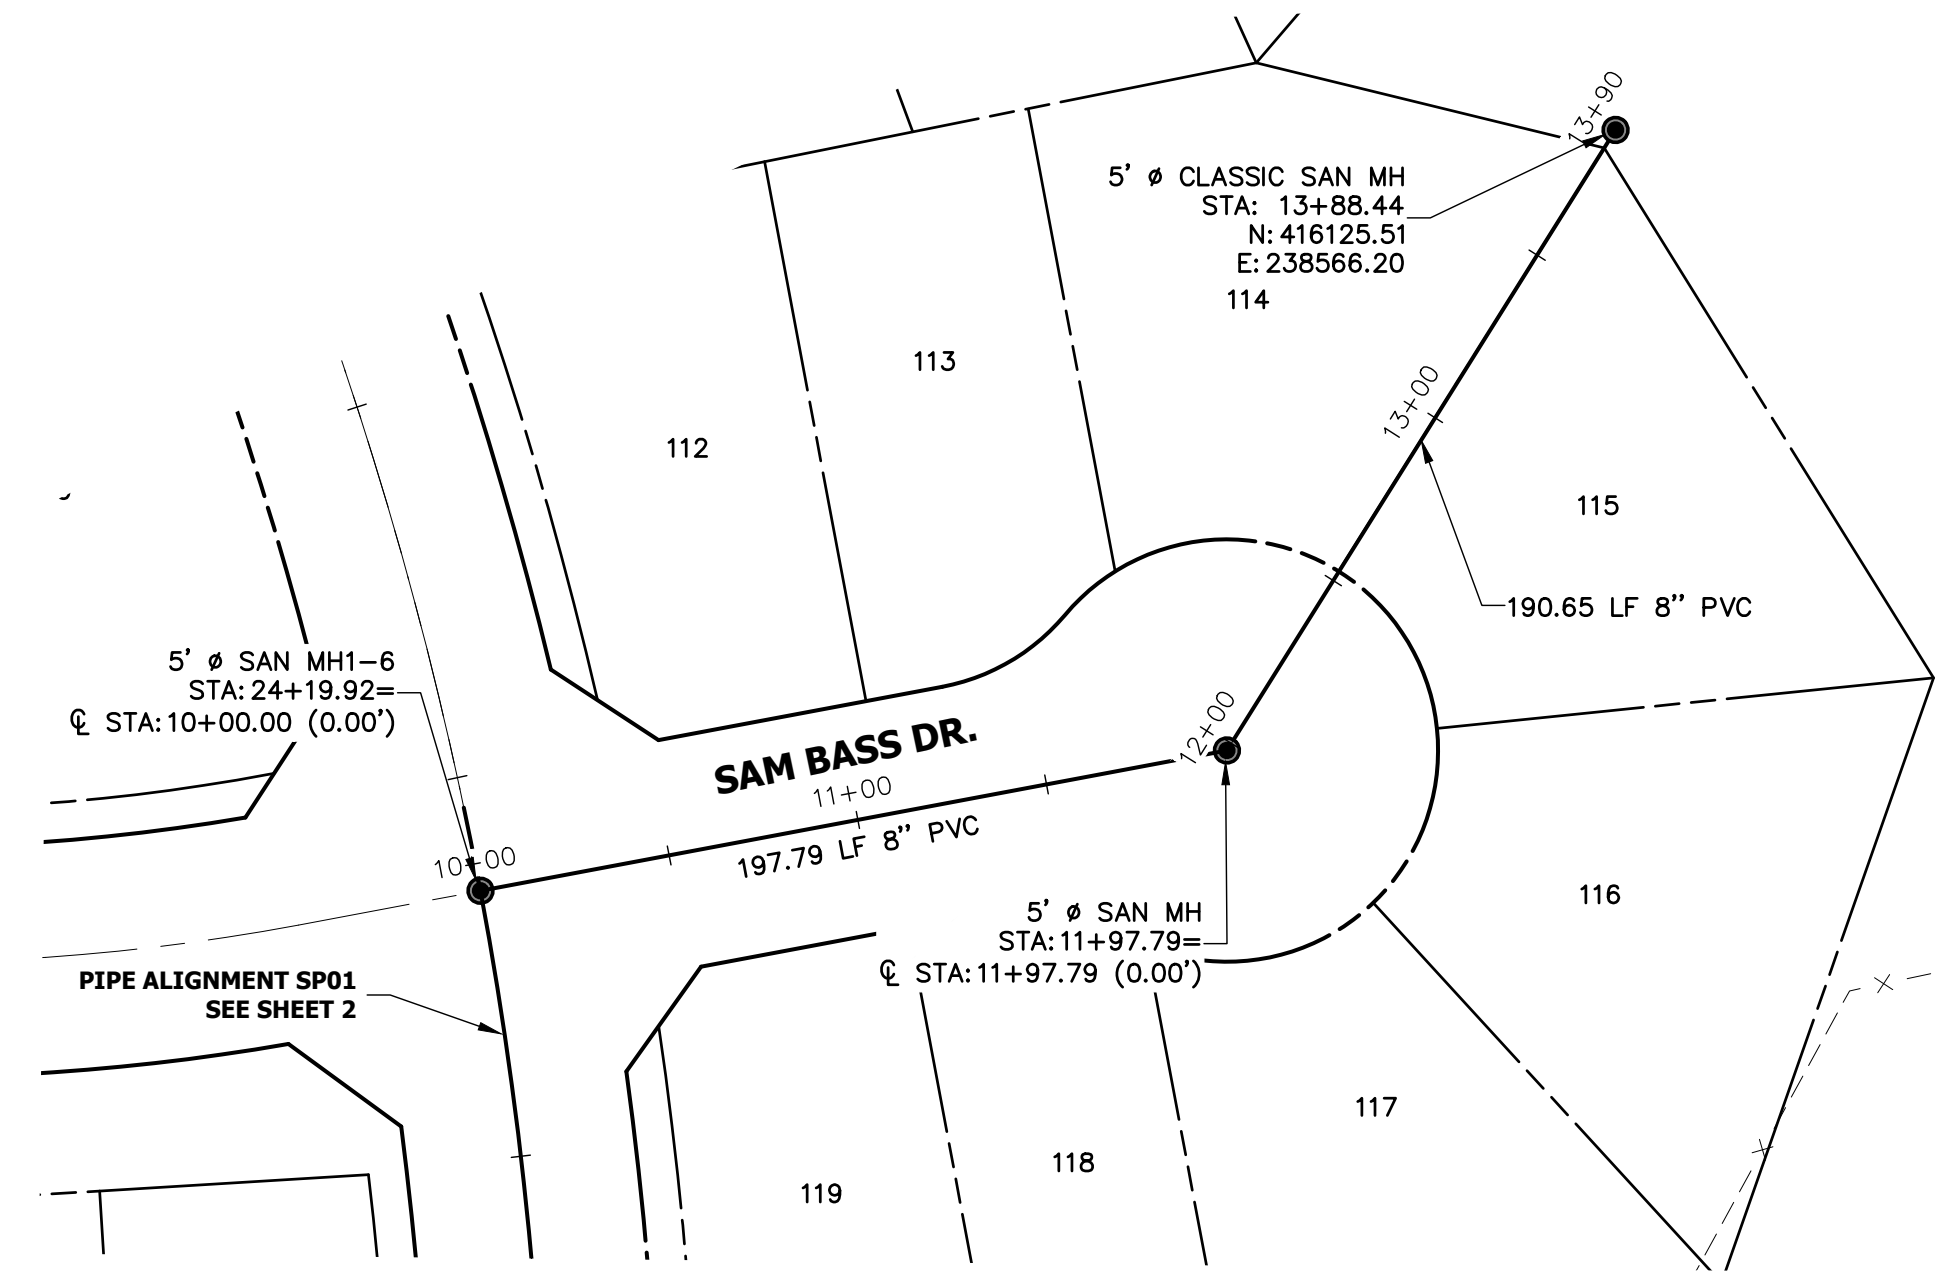 13+90
5' ø CLASSIC SAN MH
STA: 13+88.44
N: 416125.51
E: 238566.20
114
113
13+00
112
115
190.65 LF 8" PVC
5' ø SAN MH1-6
STA: 24+19.92=
℄ STA: 10+00.00 (0.00')
12+00
SAM BASS DR.
11+00
197.79 LF 8" PVC
10+00
116
5' ø SAN MH
STA: 11+97.79=
℄ STA: 11+97.79 (0.00')
PIPE ALIGNMENT SP01
SEE SHEET 2
117
118
119